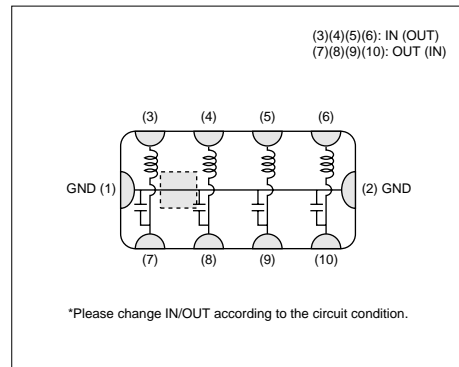 (3)(4)(5)(6): IN (OUT)
(7)(8)(9)(10): OUT (IN)
(3) (4) (5) (6)
GND (1) (2) GND
(7) (8) (9) (10)
*Please change IN/OUT according to the circuit condition.